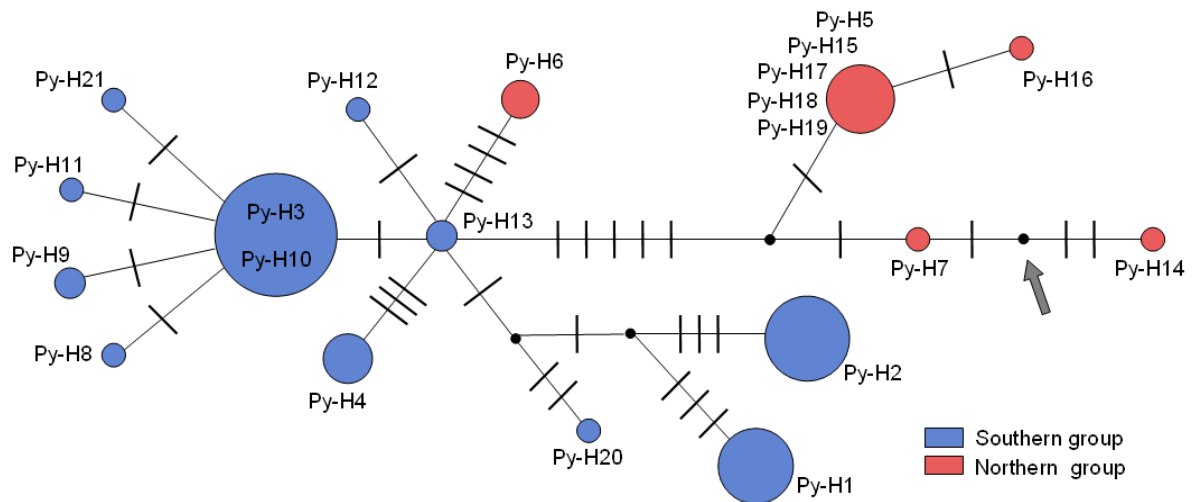 Py-H5
Py-H15
Py-H17
Py-H18
Py-H19
Py-H16
Py-H21
Py-H12
Py-H6
Py-H11
Py-H3
Py-H10
Py-H13
Py-H9
Py-H7
Py-H14
Py-H8
Py-H4
Py-H2
Py-H20
Py-H1
Southern group
Northern group